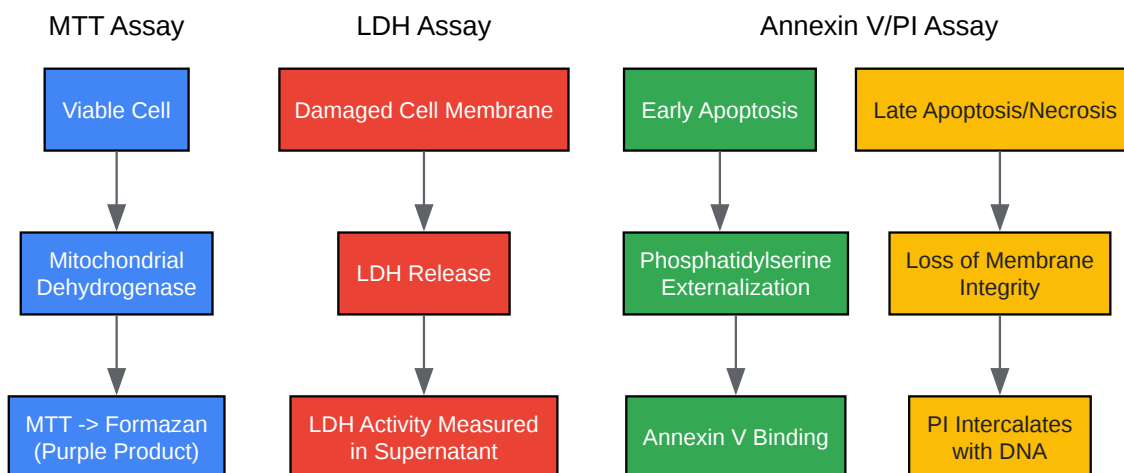 MTT Assay
LDH Assay
Annexin V/PI Assay
Viable Cell
Damaged Cell Membrane
Early Apoptosis
Late Apoptosis/Necrosis
Mitochondrial
Dehydrogenase
LDH Release
Phosphatidylserine
Externalization
Loss of Membrane
Integrity
MTT -> Formazan
(Purple Product)
LDH Activity Measured
in Supernatant
Annexin V Binding
PI Intercalates
with DNA